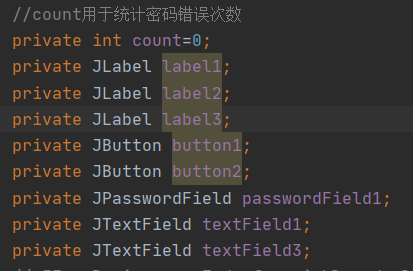 //count用于统计密码错误次数
private int count=0;
private JLabel label1;
private JLabel label2;
private JLabel label3;
private JButton button1;
private JButton button2;
private JPasswordField passwordField1;
private JTextField textField1;
private JTextField textField3;